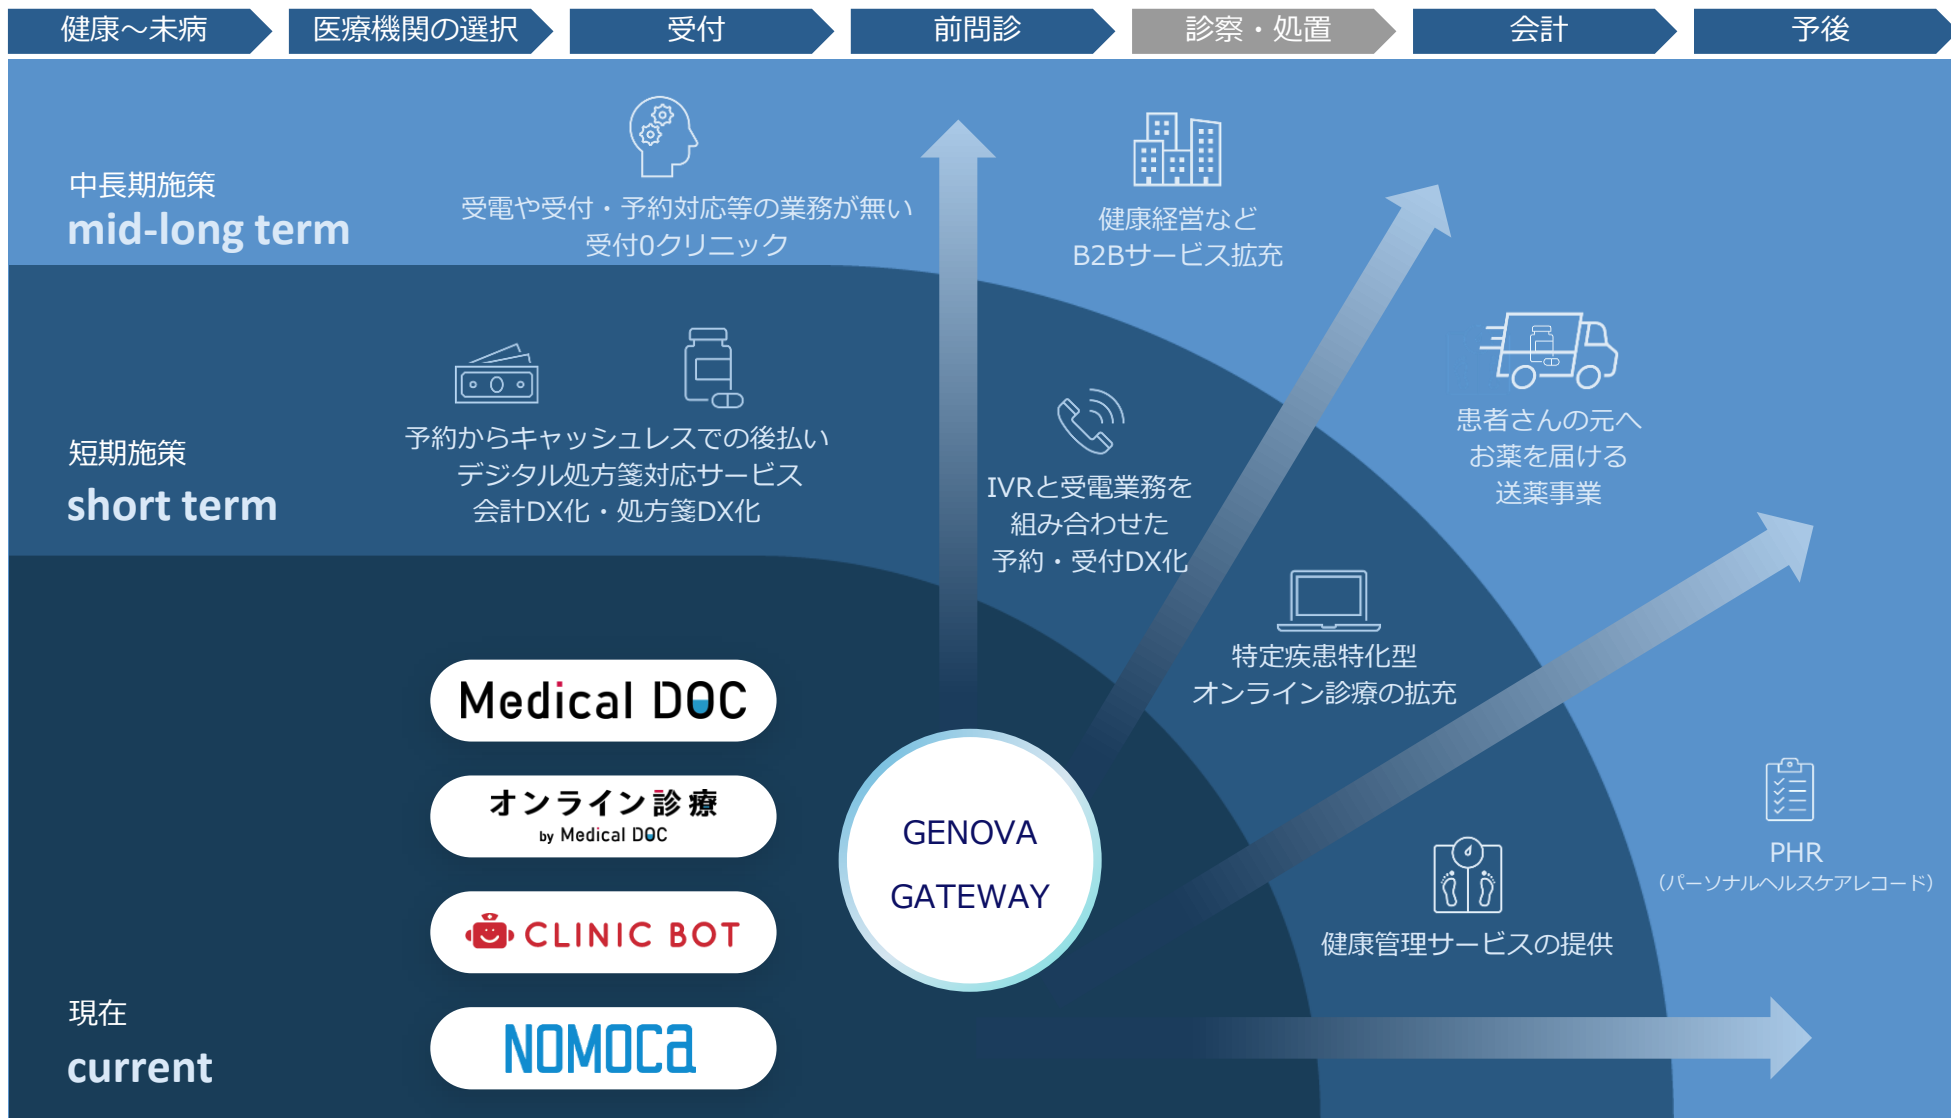 健康～未病
医療機関の選択
受付
前問診
診察・処置
会計
予後
中長期施策
mid-long term
受電や受付・予約対応等の業務が無い
受付0クリニック
健康経営など
B2Bサービス拡充
患者さんの元へ
お薬を届ける
送薬事業
PHR
（パーソナルヘルスケアレコード）
短期施策
short term
予約からキャッシュレスでの後払い
デジタル処方箋対応サービス
会計DX化・処方箋DX化
IVRと受電業務を
組み合わせた
予約・受付DX化
特定疾患特化型
オンライン診療の拡充
健康管理サービスの提供
現在
current
Medical DOC
オンライン診療
by Medical DOC
CLINIC BOT
NOMOCa
GENOVA
GATEWAY